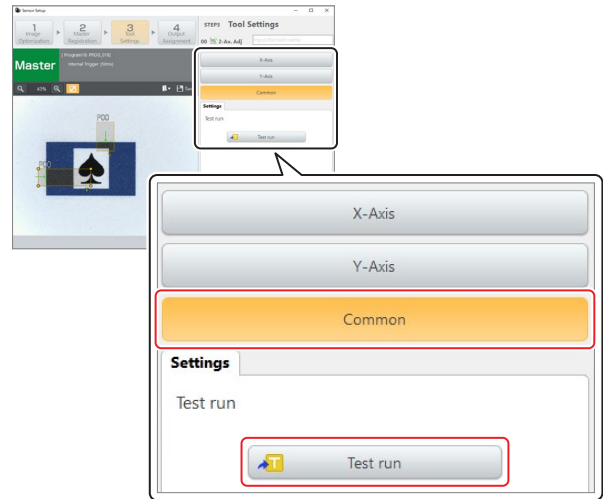 Sensor Setup
1
Image
Optimization
2
Master
Registration
3
Tool
Settings
4
Output
Assignment
STEP3 Tool Settings
00 2-Ax. Adj
Master
Internal Trigger (50ms)
X-Axis
Y-Axis
Common
Settings
Test run
Test run
P00
P00
X-Axis
Y-Axis
Common
Settings
Test run
T
Test run